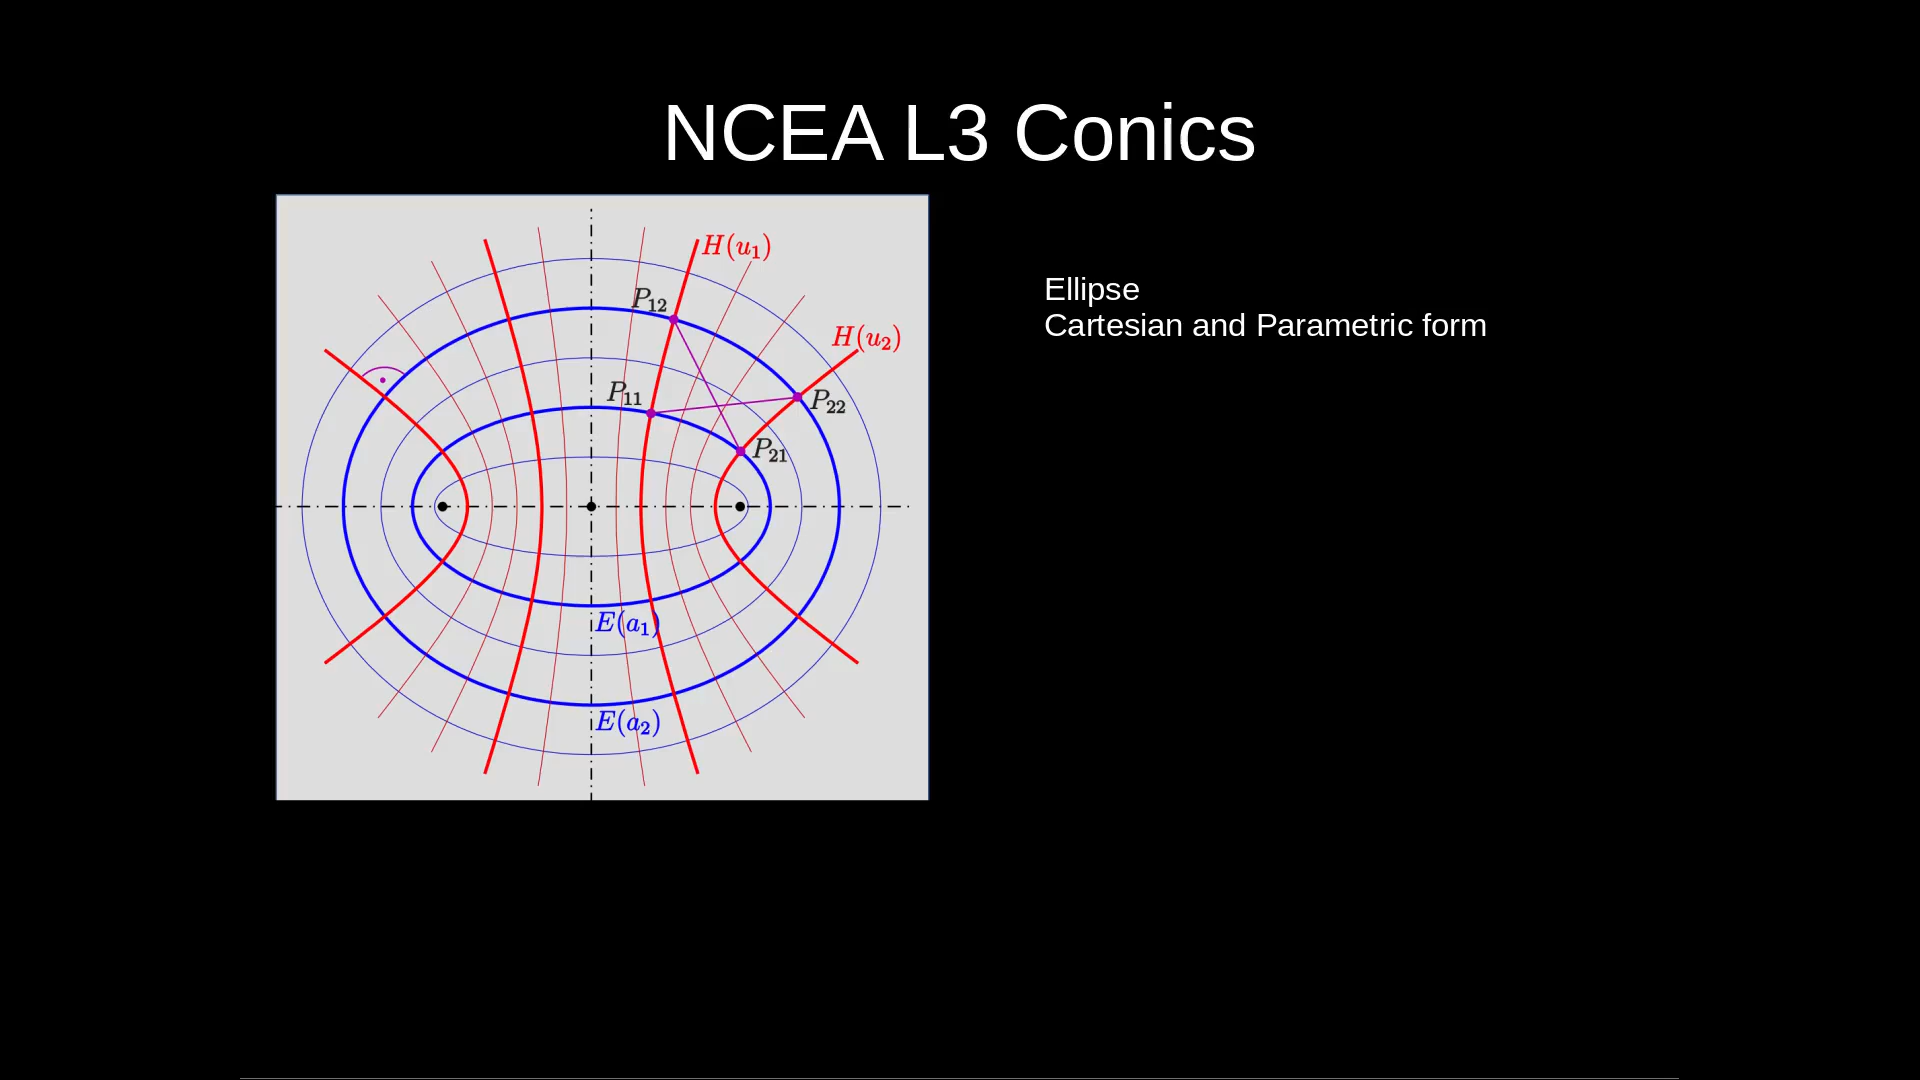 NCEA L3 Conics
H(u₁)
P₁₂
H(u₂)
P₁₁
P₂₂
P₂₁
E(a₁)
E(a₂)
Ellipse
Cartesian and Parametric form